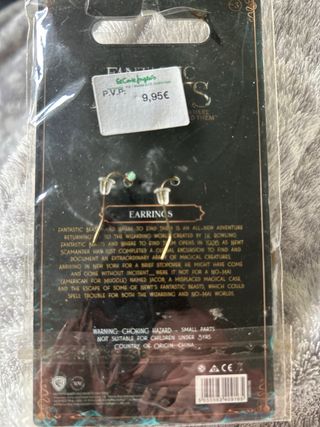 FANTASTIC
El Corte Inglés
P.V.P.
9,95€
TS
HERE
D THEM™
EARRINGS
FANTASTIC BEASTS AND WHERE TO FIND THEM IS AN ALL-NEW ADVENTURE
RETURNING TO THE WIZARDING WORLD CREATED BY J.K. ROWLING
FANTASTIC BEASTS AND WHERE TO FIND THEM OPENS IN 1926 AS NEWT
SCAMANDER HAS JUST COMPLETED A GLOBAL EXCURSION TO FIND AND
DOCUMENT AN EXTRAORDINARY ARRAY OF MAGICAL CREATURES.
ARRIVING IN NEW YORK FOR A BRIEF STOPOVER HE MIGHT HAVE COME
AND GONE WITHOUT INCIDENT... WERE IT NOT FOR A NO-MAJ
(AMERICAN FOR MUGGLE) NAMED JACOB, A MISPLACED MAGICAL CASE,
AND THE ESCAPE OF SOME OF NEWT'S FANTASTIC BEASTS, WHICH COULD
SPELL TROUBLE FOR BOTH THE WIZARDING AND NO-MAJ WORLDS.
WARNING CHOKING HAZARD - SMALL PARTS
NOT SUITABLE FOR CHILDREN UNDER 3YRS
COUNTRY OF ORIGIN, CHINA